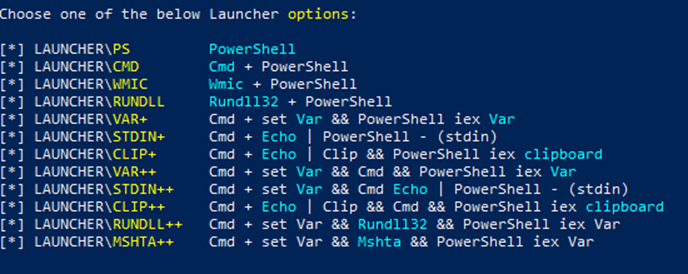 Choose one of the below Launcher options:
[*] LAUNCHER\PS PowerShell
[*] LAUNCHER\CMD Cmd + PowerShell
[*] LAUNCHER\WMIC Wmic + PowerShell
[*] LAUNCHER\RUNDLL Rundll32 + PowerShell
[*] LAUNCHER\VAR+ Cmd + set Var && PowerShell iex Var
[*] LAUNCHER\STDIN+ Cmd + Echo | PowerShell - (stdin)
[*] LAUNCHER\CLIP+ Cmd + Echo | Clip && PowerShell iex clipboard
[*] LAUNCHER\VAR++ Cmd + set Var && Cmd && PowerShell iex Var
[*] LAUNCHER\STDIN++ Cmd + set Var && Cmd Echo | PowerShell - (stdin)
[*] LAUNCHER\CLIP++ Cmd + Echo | Clip && Cmd && PowerShell iex clipboard
[*] LAUNCHER\RUNDLL++ Cmd + set Var && Rundll32 && PowerShell iex Var
[*] LAUNCHER\MSHTA++ Cmd + set Var && Mshta && PowerShell iex Var